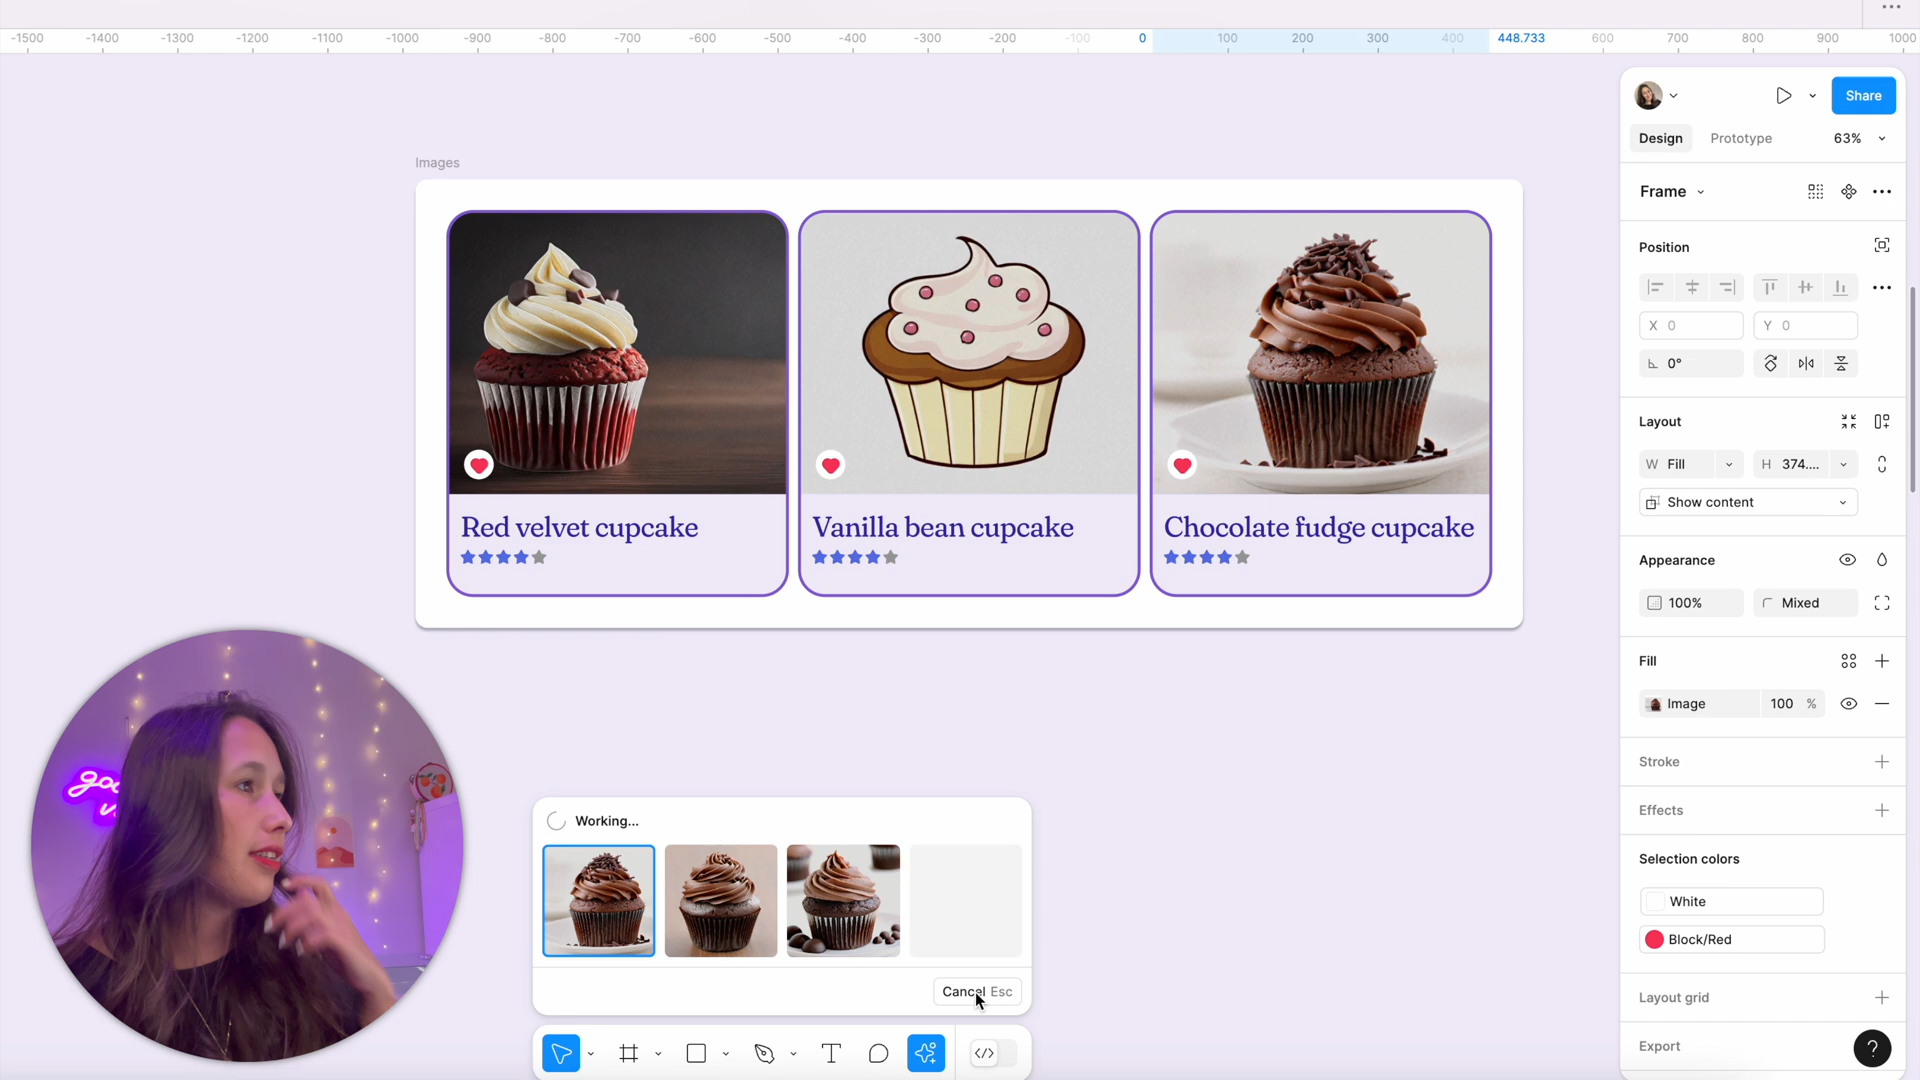 -1500 -1400 -1300 -1200 -1100 -1000 -900 -800 -700 -600 -500 -400 -300 -200 -100 0 100 200 300 400 448.733 600 700 800 900 1000
Share
Design Prototype 63%
Images
Frame
Position
X 0 Y 0
0°
Layout
W Fill H 374....
Show content
Red velvet cupcake
Vanilla bean cupcake
Chocolate fudge cupcake
Appearance
100% Mixed
Fill
Image 100 %
Stroke
Effects
Selection colors
White
Block/Red
Layout grid
Export
?
Working...
Cancel Esc
T
</>